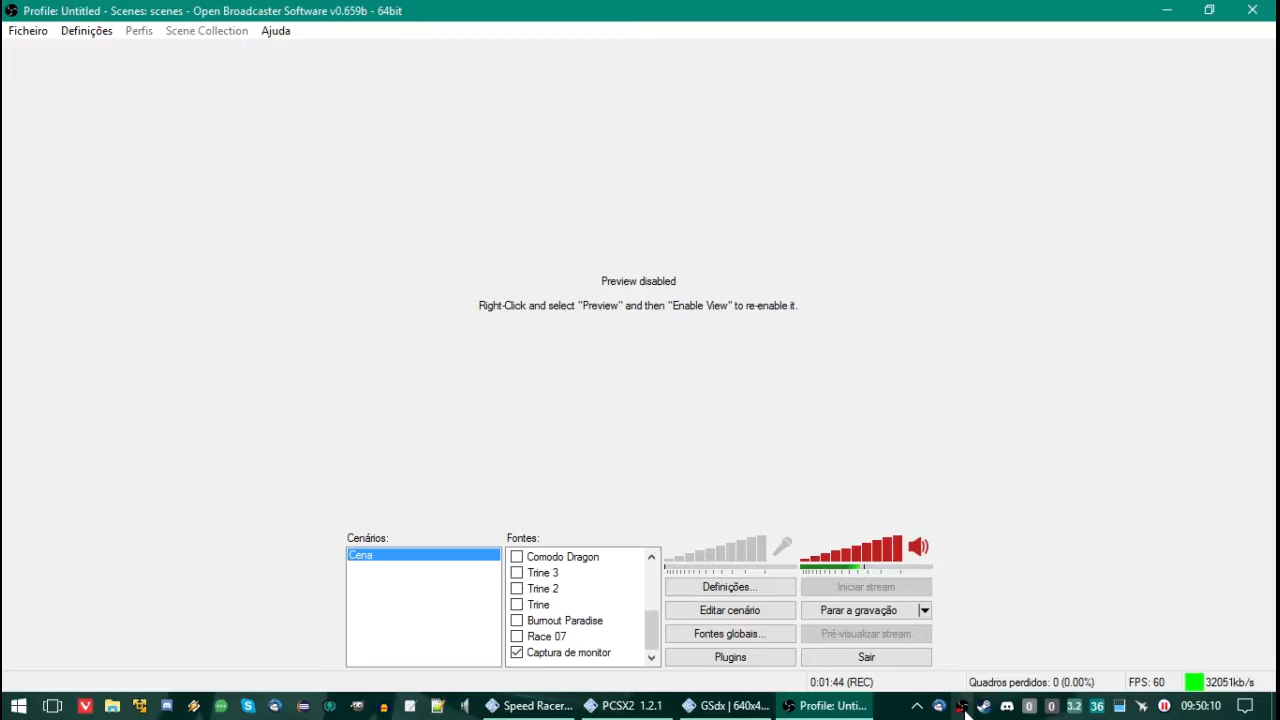 Profile: Untitled - Scenes: scenes - Open Broadcaster Software v0.659b - 64bit
Ficheiro Definições Perfis Scene Collection Ajuda
Preview disabled
Right-Click and select "Preview" and then "Enable View" to re-enable it.
Cenários:
Cena
Fontes:
Comodo Dragon
Trine 3
Trine 2
Trine
Burnout Paradise
Race 07
Captura de monitor
Definições... Iniciar stream
Editar cenário Parar a gravação
Fontes globais... Pré-visualizar stream
Plugins Sair
0:01:44 (REC) Quadros perdidos: 0 (0.00%) FPS: 60 32051kb/s
Speed Racer... PCSX2 1.2.1 GSdx | 640x4... Profile: Unti... 0 0 3.2 36 09:50:10